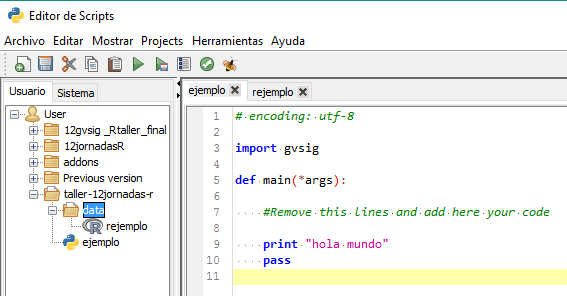 Editor de Scripts
Archivo Editar Mostrar Projects Herramientas Ayuda
Usuario Sistema
User
12gvsig _Rtaller_final
12jornadasR
addons
Previous version
taller-12jornadas-r
data
rejemplo
ejemplo
ejemplo rejemplo
1 # encoding: utf-8
2
3 import gvsig
4
5 def main(*args):
6
7 #Remove this lines and add here your code
8
9 print "hola mundo"
10 pass
11